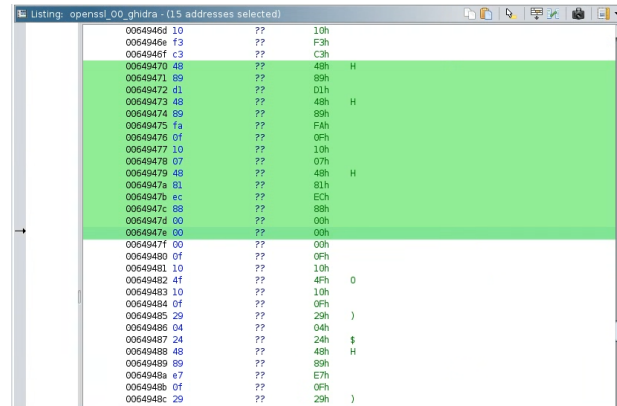 Listing: openssl_00_ghidra - (15 addresses selected)
0064946d 10 ?? 10h
0064946e f3 ?? F3h
0064946f c3 ?? C3h
00649470 48 ?? 48h H
00649471 89 ?? 89h
00649472 d1 ?? D1h
00649473 48 ?? 48h H
00649474 89 ?? 89h
00649475 fa ?? FAh
00649476 0f ?? 0Fh
00649477 10 ?? 10h
00649478 07 ?? 07h
00649479 48 ?? 48h H
0064947a 81 ?? 81h
0064947b ec ?? ECh
0064947c 88 ?? 88h
0064947d 00 ?? 00h
0064947e 00 ?? 00h
0064947f 00 ?? 00h
00649480 0f ?? 0Fh
00649481 10 ?? 10h
00649482 4f ?? 4Fh O
00649483 10 ?? 10h
00649484 0f ?? 0Fh
00649485 29 ?? 29h )
00649486 04 ?? 04h
00649487 24 ?? 24h $
00649488 48 ?? 48h H
00649489 89 ?? 89h
0064948a e7 ?? E7h
0064948b 0f ?? 0Fh
0064948c 29 ?? 29h )